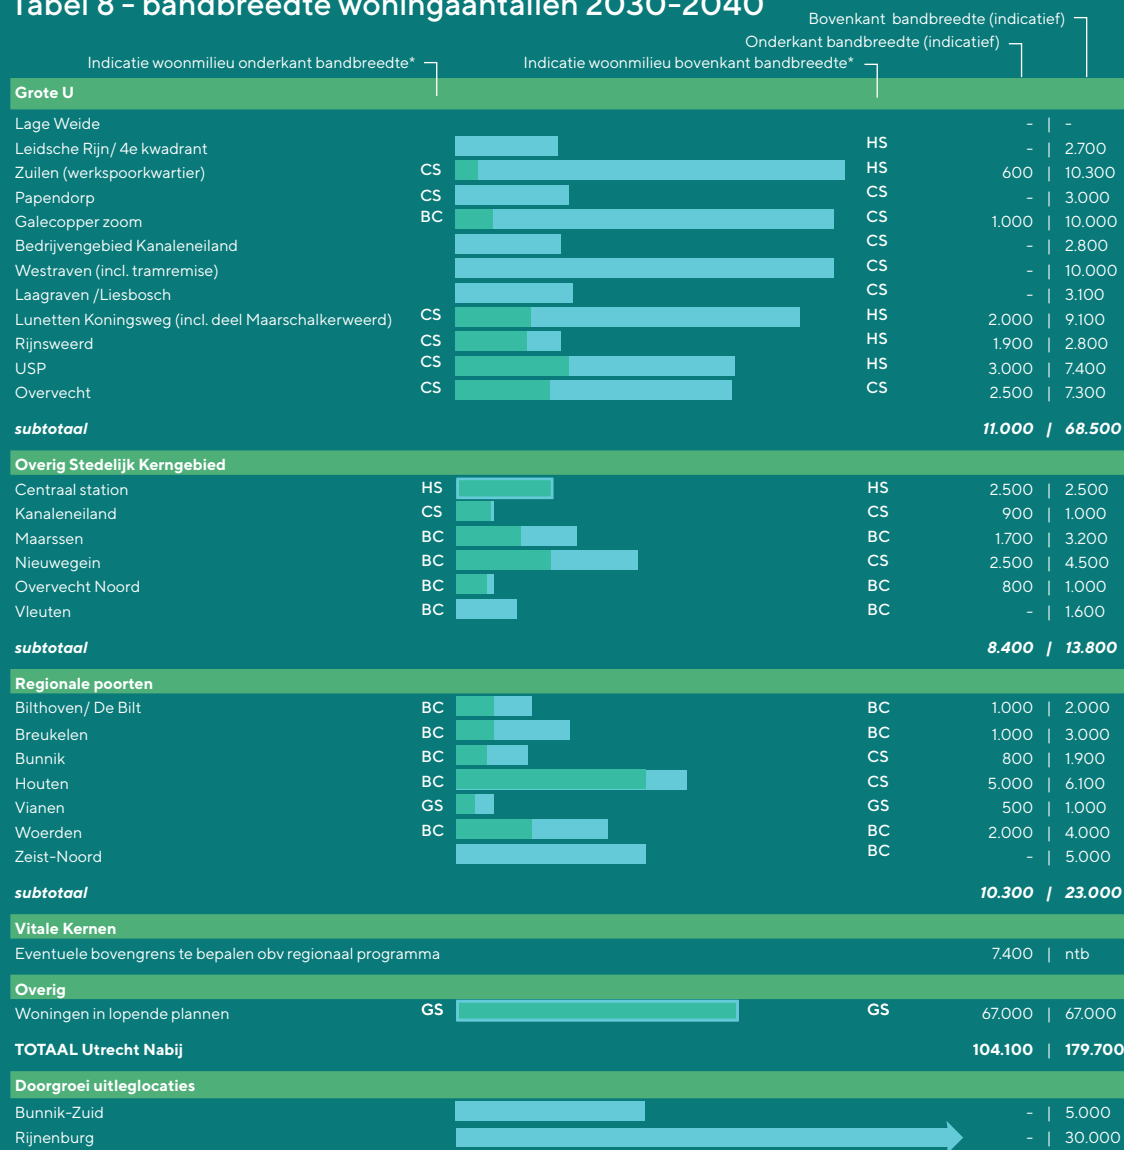 Tabel 8 - bandbreedte woningaantallen 2030-2040
Bovenkant bandbreedte (indicatief)
Onderkant bandbreedte (indicatief)
Indicatie woonmilieu onderkant bandbreedte* Indicatie woonmilieu bovenkant bandbreedte*
Grote U
Lage Weide - | -
Leidsche Rijn/ 4e kwadrant HS - | 2.700
Zuilen (werkspoorkwartier) CS HS 600 | 10.300
Papendorp CS CS - | 3.000
Galecopper zoom BC CS 1.000 | 10.000
Bedrijvengebied Kanaleneiland CS - | 2.800
Westraven (incl. tramremise) CS - | 10.000
Laagraven /Liesbosch CS - | 3.100
Lunetten Koningsweg (incl. deel Maarschalkerweerd) CS HS 2.000 | 9.100
Rijnsweerd CS HS 1.900 | 2.800
USP CS HS 3.000 | 7.400
Overvecht CS CS 2.500 | 7.300
subtotaal 11.000 | 68.500
Overig Stedelijk Kerngebied
Centraal station HS HS 2.500 | 2.500
Kanaleneiland CS CS 900 | 1.000
Maarssen BC BC 1.700 | 3.200
Nieuwegein BC CS 2.500 | 4.500
Overvecht Noord BC BC 800 | 1.000
Vleuten BC BC - | 1.600
subtotaal 8.400 | 13.800
Regionale poorten
Bilthoven/ De Bilt BC BC 1.000 | 2.000
Breukelen BC BC 1.000 | 3.000
Bunnik BC CS 800 | 1.900
Houten BC CS 5.000 | 6.100
Vianen GS GS 500 | 1.000
Woerden BC BC 2.000 | 4.000
Zeist-Noord BC - | 5.000
subtotaal 10.300 | 23.000
Vitale Kernen
Eventuele bovengrens te bepalen obv regionaal programma 7.400 | ntb
Overig
Woningen in lopende plannen GS GS 67.000 | 67.000
TOTAAL Utrecht Nabij 104.100 | 179.700
Doorgroei uitleglocaties
Bunnik-Zuid - | 5.000
Rijnenburg - | 30.000